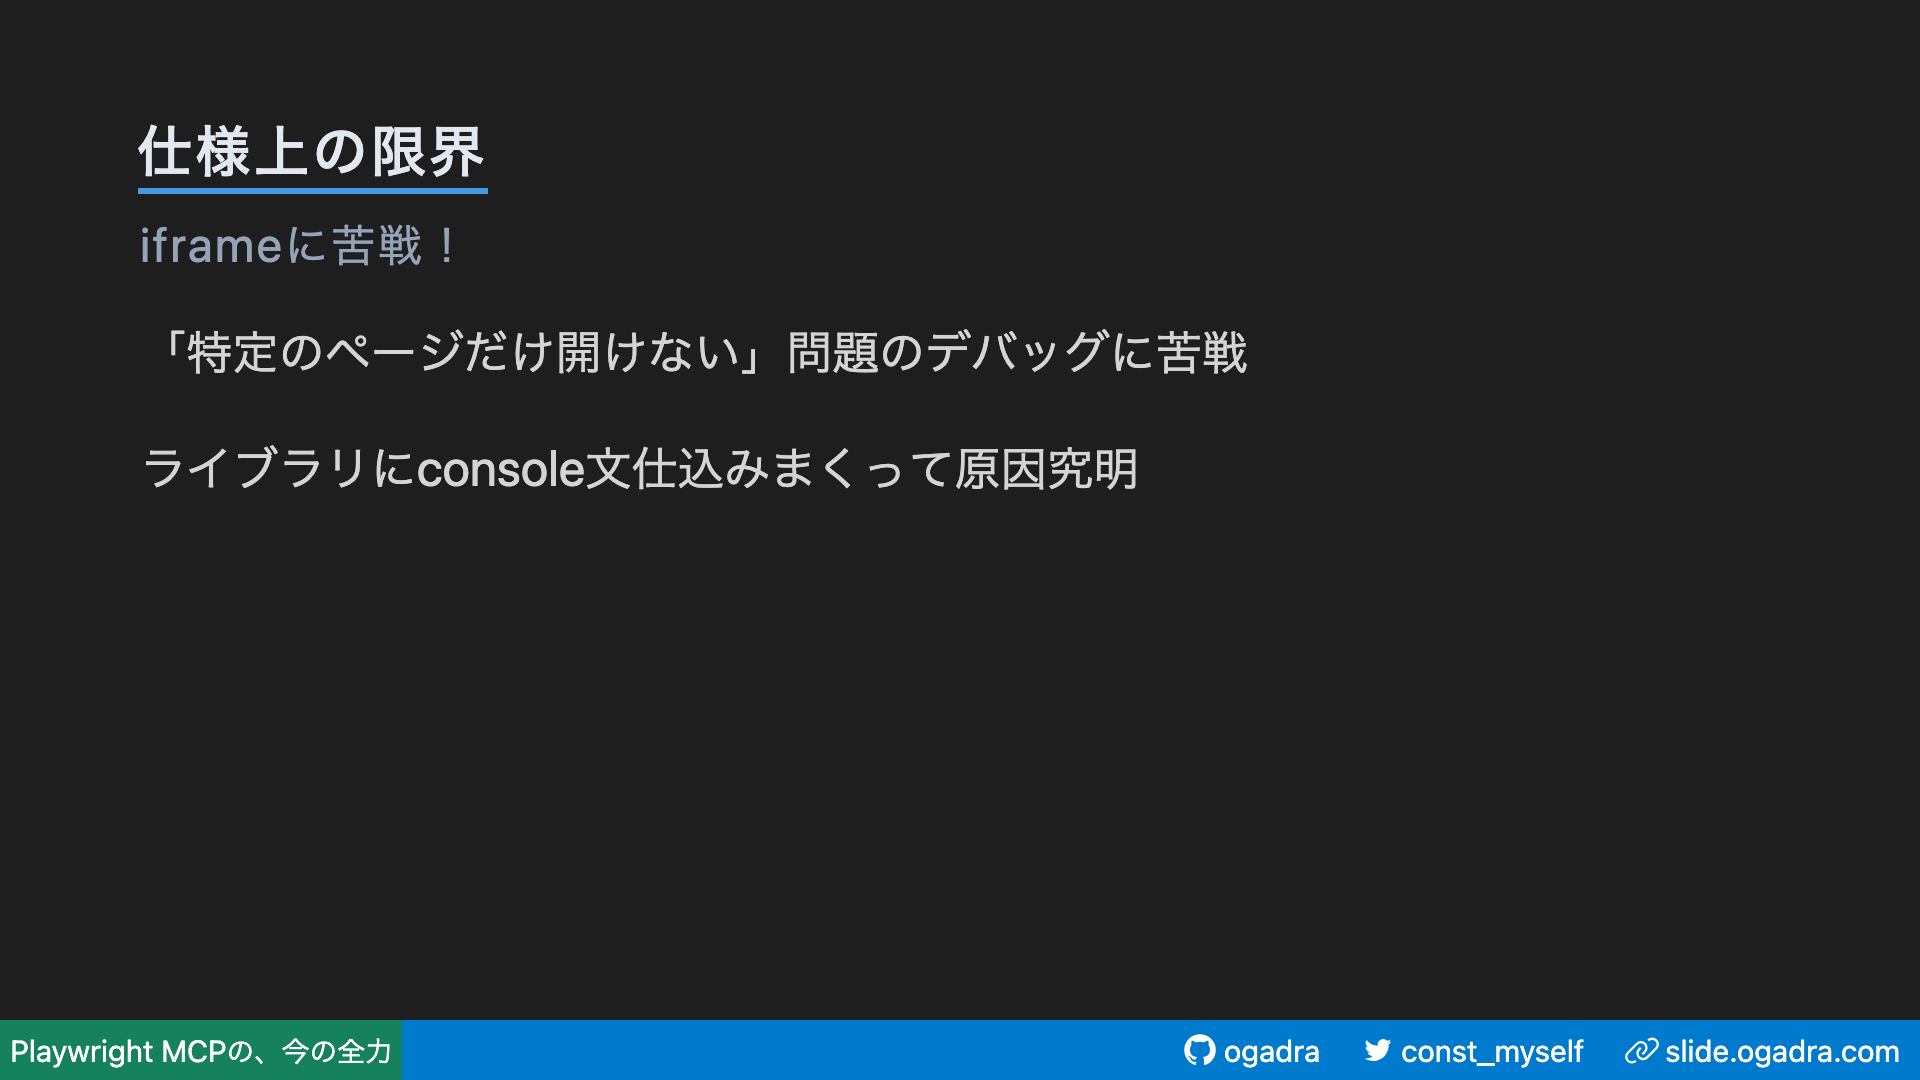 仕様上の限界
iframeに苦戦！
「特定のページだけ開けない」問題のデバッグに苦戦
ライブラリにconsole文仕込みまくって原因究明
Playwright MCPの、今の全力
ogadra
const_myself
slide.ogadra.com